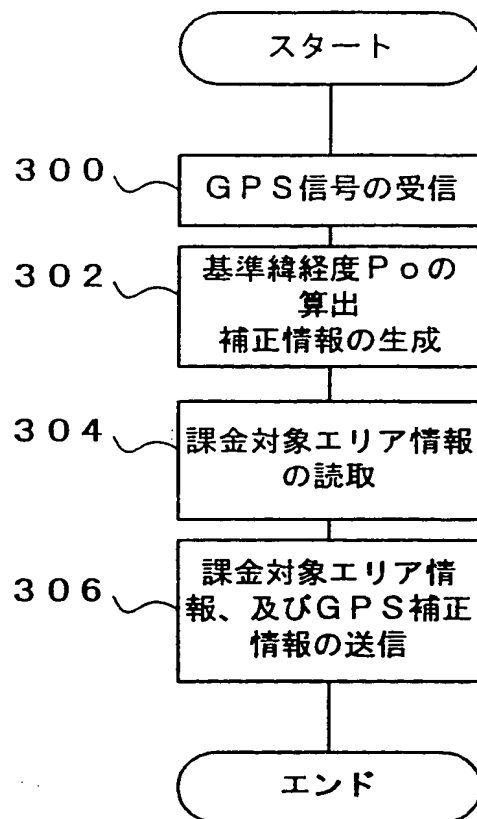 スタート
300
GPS信号の受信
302
基準緯経度Poの
算出
補正情報の生成
304
課金対象エリア情報
の読取
306
課金対象エリア情
報、及びGPS補正
情報の送信
エンド